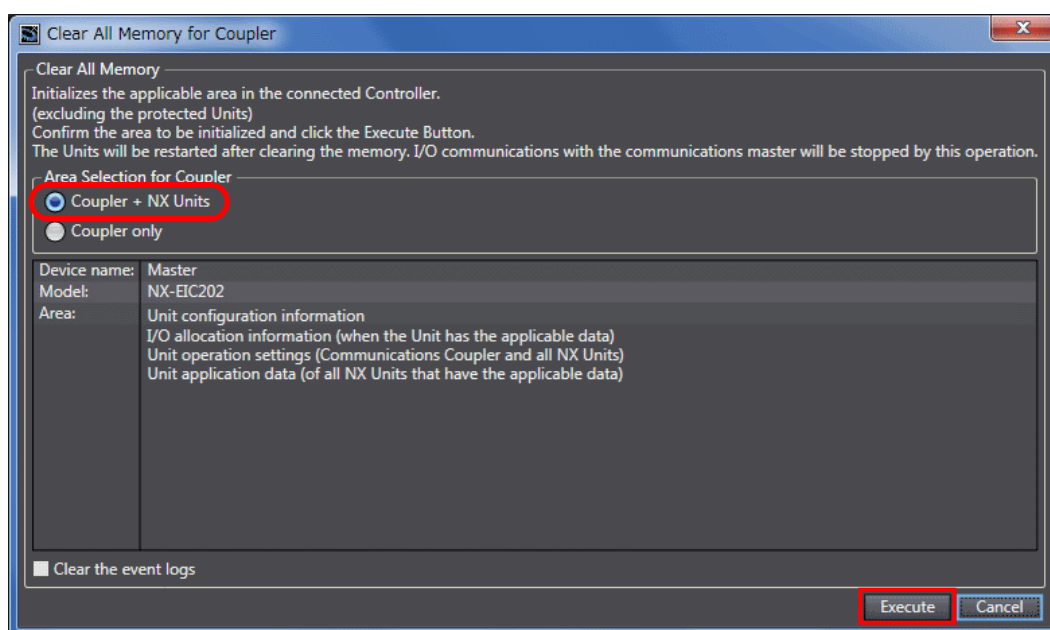 Clear All Memory for Coupler
x
Clear All Memory
Initializes the applicable area in the connected Controller.
(excluding the protected Units)
Confirm the area to be initialized and click the Execute Button.
The Units will be restarted after clearing the memory. I/O communications with the communications master will be stopped by this operation.
Area Selection for Coupler
Coupler + NX Units
Coupler only
Device name: Master
Model: NX-EIC202
Area: Unit configuration information
I/O allocation information (when the Unit has the applicable data)
Unit operation settings (Communications Coupler and all NX Units)
Unit application data (of all NX Units that have the applicable data)
Clear the event logs
Execute Cancel